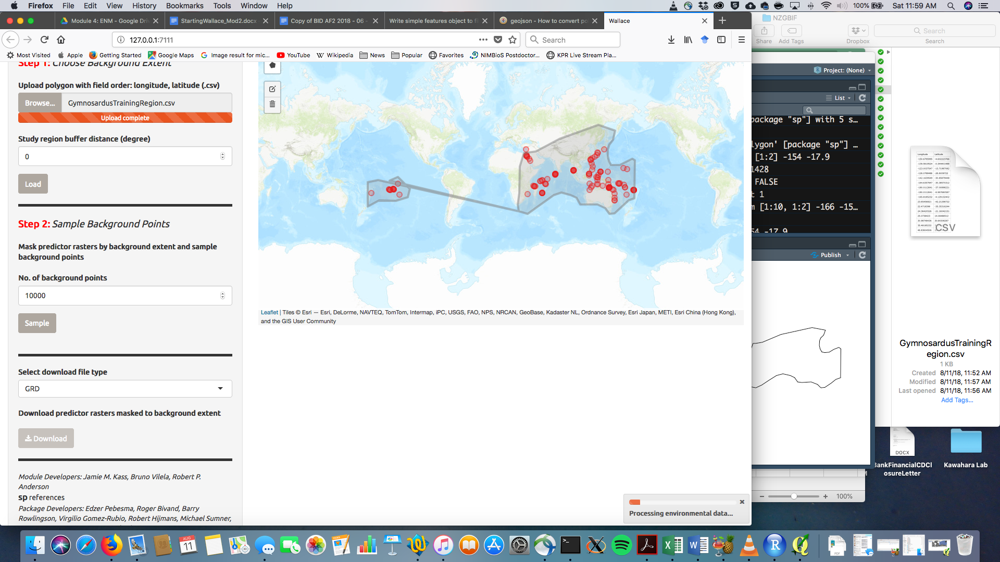 Firefox File Edit View History Bookmarks Tools Window Help 100% Sat 11:59 AM
Module 4: ENM - Google Dri
StartingWallace_Mod2.docx
Copy of BID AF2 2018 - 06
Write simple features object to fi
geojson - How to convert po
Wallace
127.0.0.1:7111
Search
Most Visited Apple Getting Started Google Maps Image result for mic... YouTube Wikipedia News Popular Favorites NIMBioS Postdoctor... KPR Live Stream Pla...
Step 1: Choose Background Extent
Upload polygon with field order: longitude, latitude (.csv)
Browse... GymnosardusTrainingRegion.csv
Upload complete
Study region buffer distance (degree)
0
Load
Step 2: Sample Background Points
Mask predictor rasters by background extent and sample
background points
No. of background points
10000
Sample
Select download file type
GRD
Download predictor rasters masked to background extent
Download
Module Developers: Jamie M. Kass, Bruno Vilela, Robert P.
Anderson
sp references
Package Developers: Edzer Pebesma, Roger Bivand, Barry
Rowlingson, Virgilio Gomez-Rubio, Robert Hijmans, Michael Sumner,
Leaflet | Tiles © Esri — Esri, DeLorme, NAVTEQ, TomTom, Intermap, iPC, USGS, FAO, NPS, NRCAN, GeoBase, Kadaster NL, Ordnance Survey, Esri Japan, METI, Esri China (Hong Kong),
and the GIS User Community
Processing environmental data...
NZGBIF
Share Add Tags Dropbox Search
Search
Project: (None)
List
package "sp"] with 5 s...
lygon' [package "sp"] ...
[1:2] -154 -17.9
1428
FALSE
t 1
m [1:10, 1:2] -166 -15...
54 -17.9
Publish
100%
CSV
GymnosardusTrainingR
egion.csv
1 KB
Created 8/11/18, 11:52 AM
Modified 8/11/18, 11:57 AM
Last opened 8/11/18, 11:56 AM
Add Tags...
DOCX
BankFinancialCDCl
osureLetter
Kawahara Lab
AUG
11